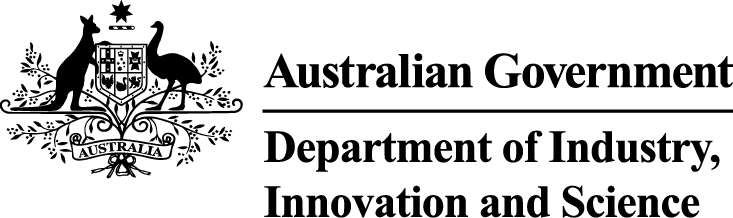 AUSTRALIA
Australian Government
Department of Industry,
Innovation and Science